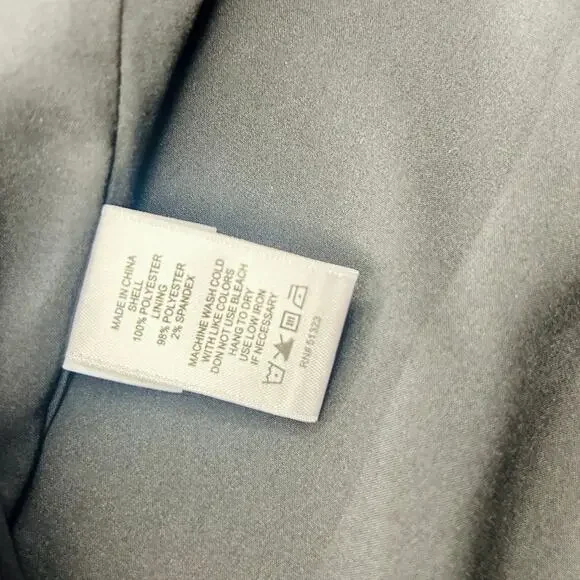 MADE IN CHINA
SHELL
100% POLYESTER
LINING
98% POLYESTER
2% SPANDEX
MACHINE WASH COLD
WITH LIKE COLORS
DON NOT USE BLEACH
HANG TO DRY
USE LOW IRON
IF NECESSARY
RN# 51323